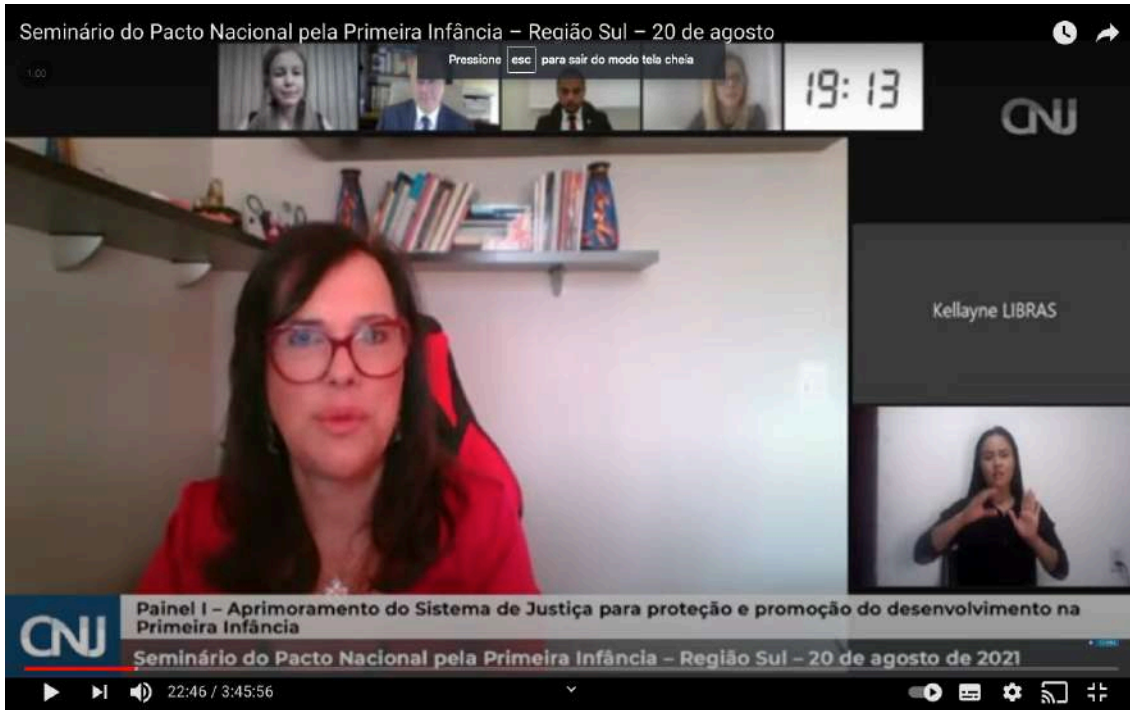 Seminário do Pacto Nacional pela Primeira Infância – Região Sul – 20 de agosto
Pressione esc para sair do modo tela cheia
1.00
19:13
CNJ
Kellayne LIBRAS
CNJ
Painel I – Aprimoramento do Sistema de Justiça para proteção e promoção do desenvolvimento na
Primeira Infância
Seminário do Pacto Nacional pela Primeira Infância – Região Sul – 20 de agosto de 2021
22:46 / 3:45:56